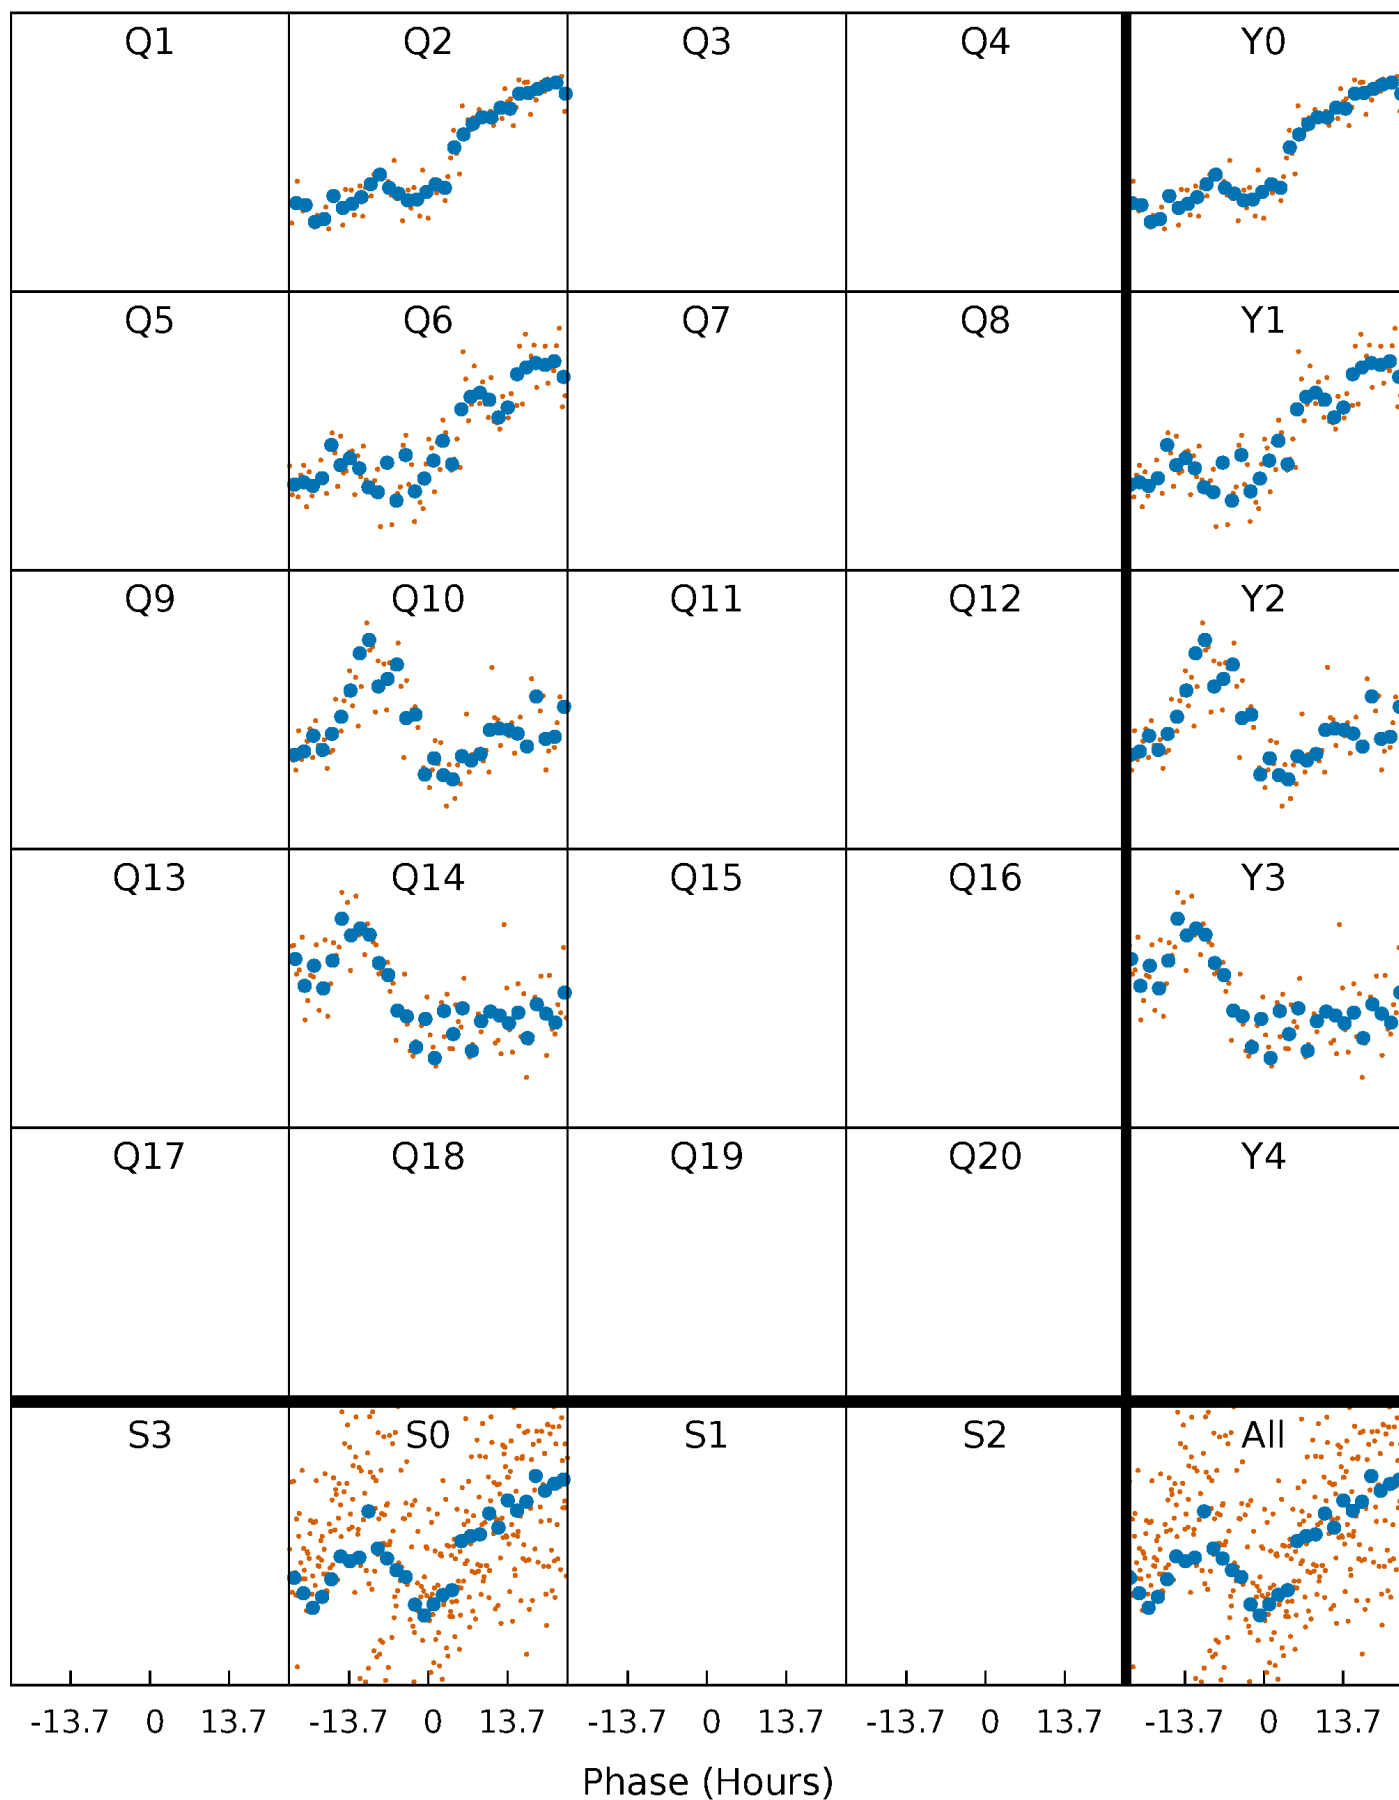 Q1 Q2 Q3 Q4 Y0
Q5 Q6 Q7 Q8 Y1
Q9 Q10 Q11 Q12 Y2
Q13 Q14 Q15 Q16 Y3
Q17 Q18 Q19 Q20 Y4
S3 S0 S1 S2 All
-13.7 0 13.7 -13.7 0 13.7 -13.7 0 13.7 -13.7 0 13.7 -13.7 0 13.7
Phase (Hours)